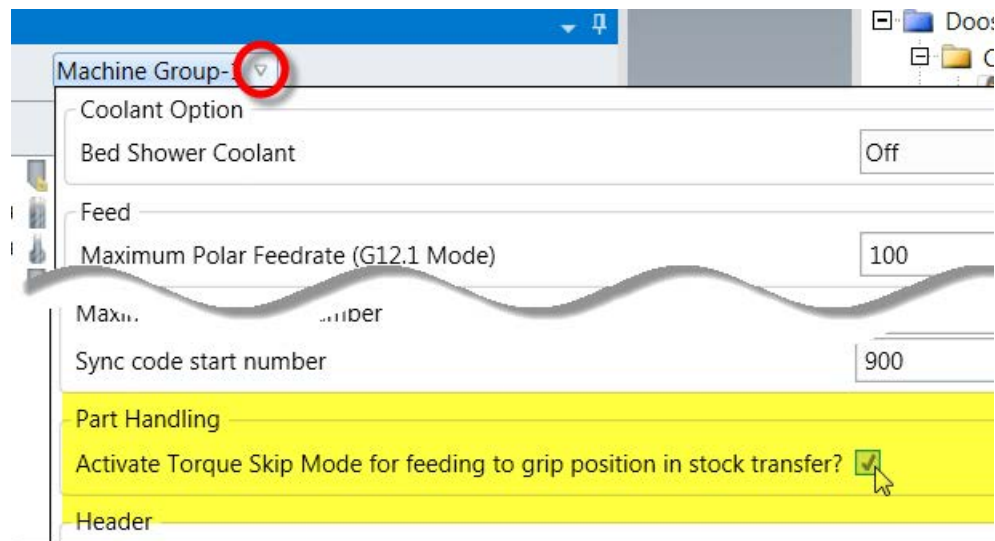 Doos
Machine Group-
Coolant Option
Bed Shower Coolant
Off
Feed
Maximum Polar Feedrate (G12.1 Mode)
100
Sync code start number
900
Part Handling
Activate Torque Skip Mode for feeding to grip position in stock transfer?
Header